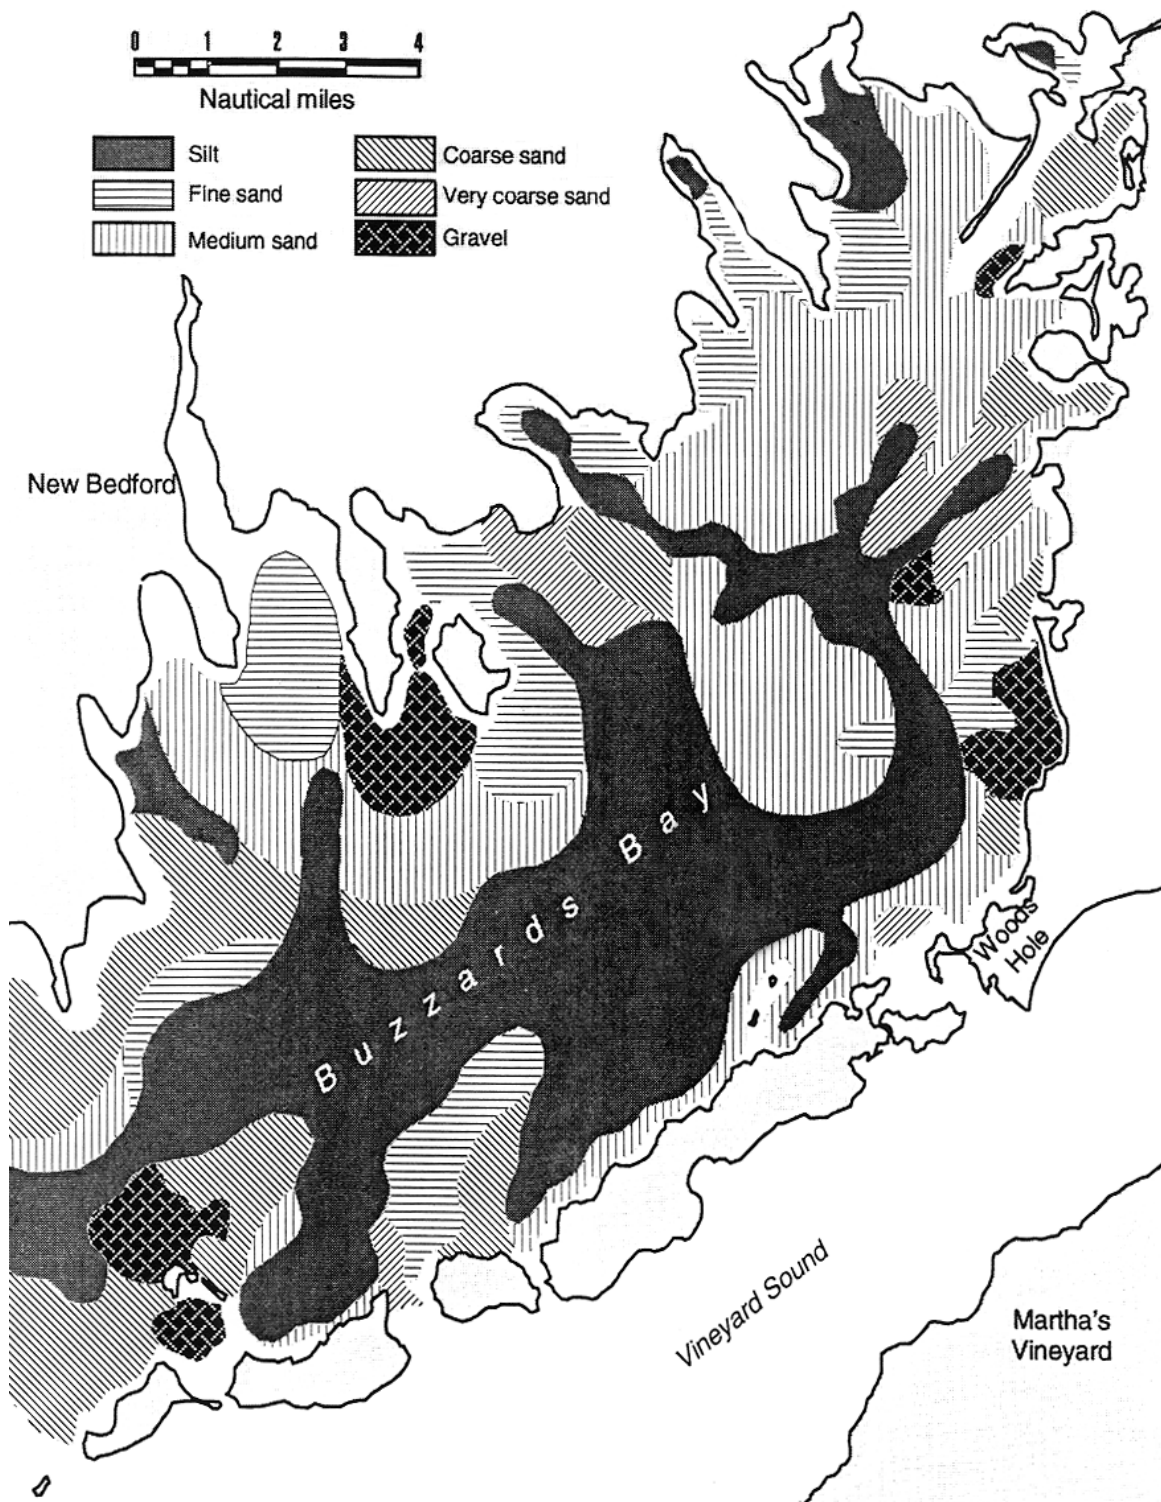 0 1 2 3 4
Nautical miles
Silt
Coarse sand
Fine sand
Very coarse sand
Medium sand
Gravel
New Bedford
Buzzards Bay
Woods
Hole
Vineyard Sound
Martha's
Vineyard